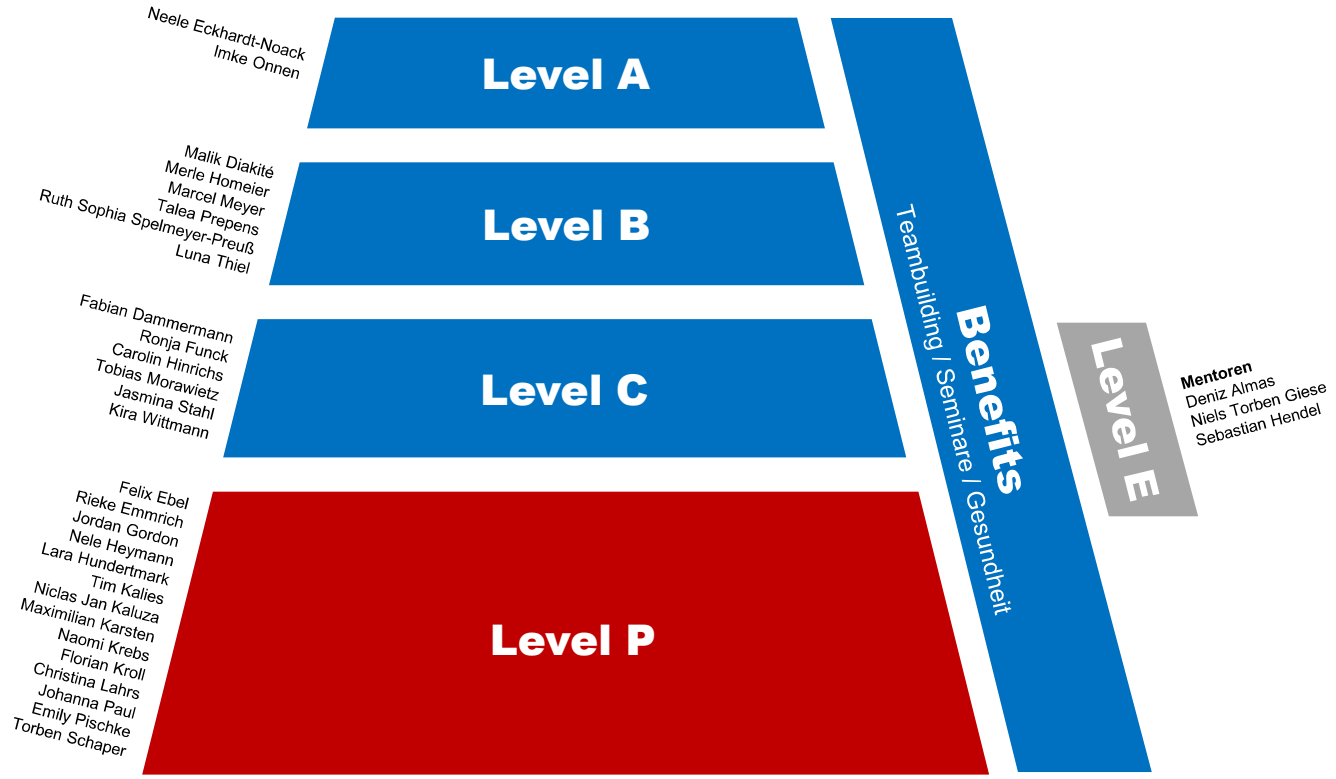 Neele Eckhardt-Noack
Imke Onnen
Level A
Malik Diakité
Merle Homeier
Marcel Meyer
Talea Prepens
Ruth Sophia Spelmeyer-Preuß
Luna Thiel
Level B
Fabian Dammermann
Ronja Funck
Carolin Hinrichs
Tobias Morawietz
Jasmina Stahl
Kira Wittmann
Level C
Felix Ebel
Rieke Emmrich
Jordan Gordon
Nele Heymann
Lara Hundertmark
Tim Kalies
Niclas Jan Kaluza
Maximilian Karsten
Naomi Krebs
Florian Kroll
Christina Lahrs
Johanna Paul
Emily Pischke
Torben Schaper
Level P
Benefits
Teambuilding / Seminare / Gesundheit
Level E
Mentoren
Deniz Almas
Niels Torben Giese
Sebastian Hendel